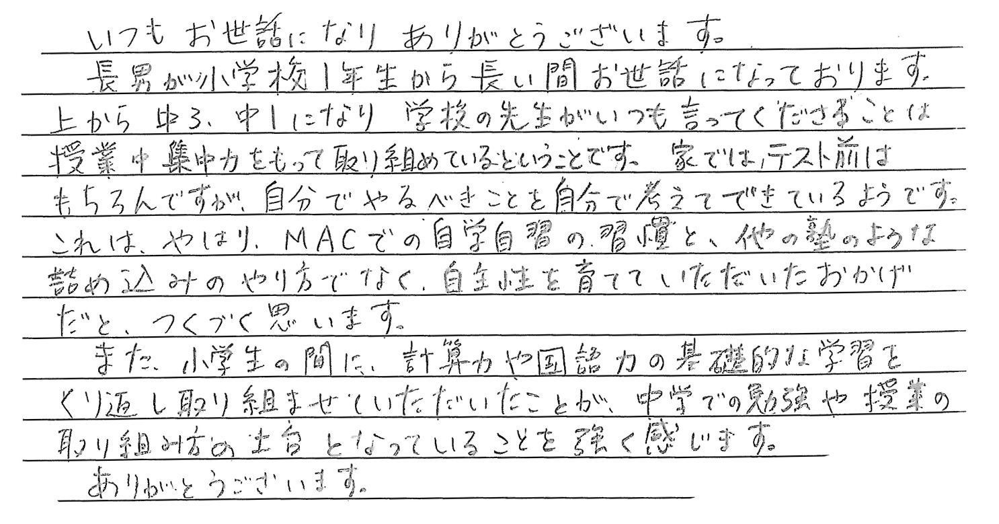 いつもお世話になりありがとうございます。
長男が小学校1年生から長い間お世話になっております。
上から中3、中1になり学校の先生がいつも言ってくださることは
授業中集中力をもって取り組めているということです。家では、テスト前は
もちろんですが、自分でやるべきことを自分で考えてできているようです。
これは、やはり、MACでの自学自習の習慣と、他の塾のような
詰め込みのやり方でなく、自主性を育てていただいたおかげ
だと、つくづく思います。
また、小学生の間に、計算力や国語力の基礎的な学習を
くり返し取り組ませていただいたことが、中学での勉強や授業の
取り組み方の土台となっていることを強く感じます。
ありがとうございます。